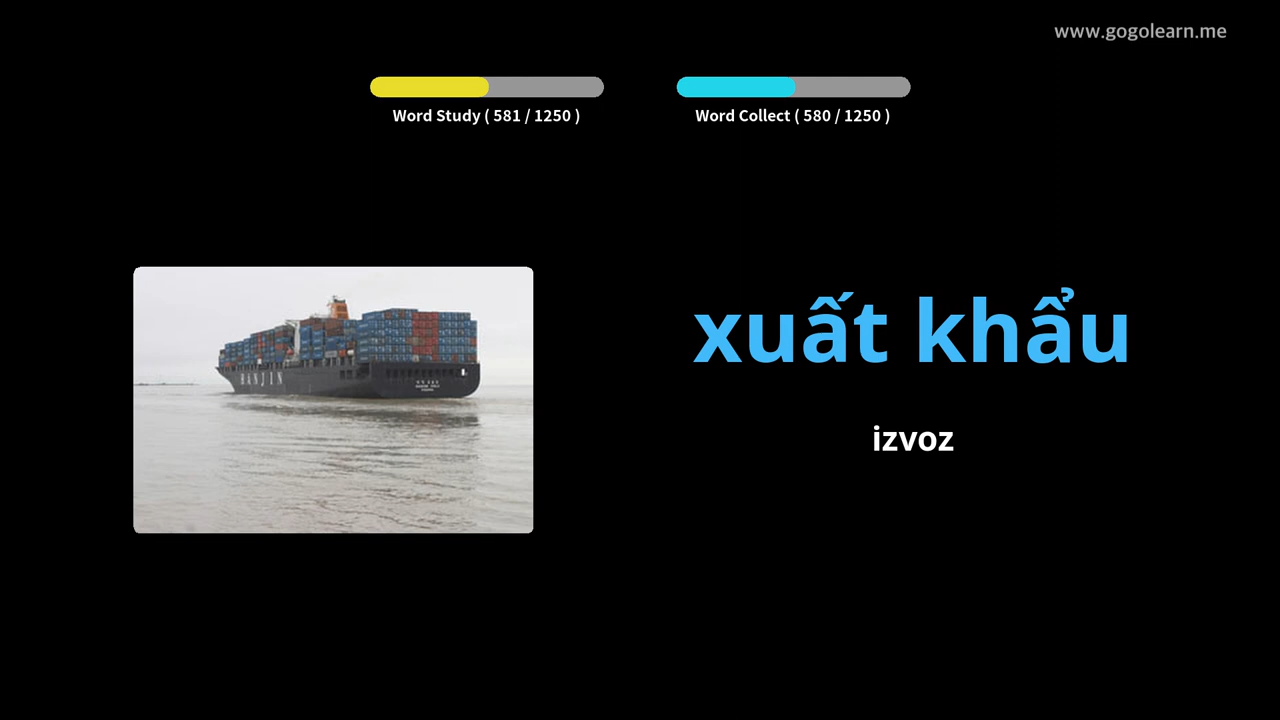 www.gogolearn.me
Word Study ( 581 / 1250 )
Word Collect ( 580 / 1250 )
xuất khẩu
izvoz
HANJIN